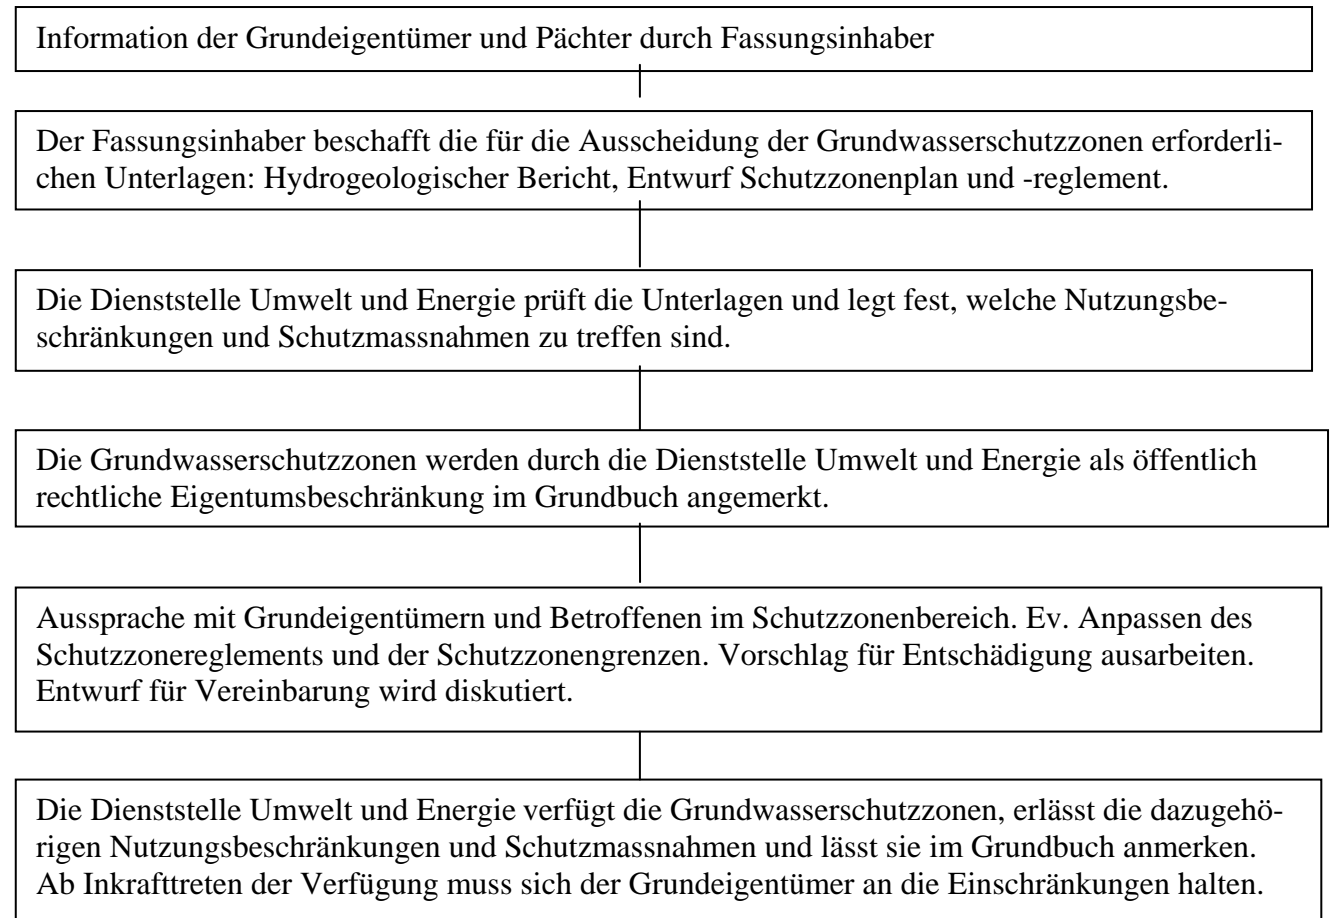 Information der Grundeigentümer und Pächter durch Fassungsinhaber
Der Fassungsinhaber beschafft die für die Ausscheidung der Grundwasserschutzzonen erforderli-
chen Unterlagen: Hydrogeologischer Bericht, Entwurf Schutzzonenplan und -reglement.
Die Dienststelle Umwelt und Energie prüft die Unterlagen und legt fest, welche Nutzungsbe-
schränkungen und Schutzmassnahmen zu treffen sind.
Die Grundwasserschutzzonen werden durch die Dienststelle Umwelt und Energie als öffentlich
rechtliche Eigentumsbeschränkung im Grundbuch angemerkt.
Aussprache mit Grundeigentümern und Betroffenen im Schutzzonenbereich. Ev. Anpassen des
Schutzzonereglements und der Schutzzonengrenzen. Vorschlag für Entschädigung ausarbeiten.
Entwurf für Vereinbarung wird diskutiert.
Die Dienststelle Umwelt und Energie verfügt die Grundwasserschutzzonen, erlässt die dazugehö-
rigen Nutzungsbeschränkungen und Schutzmassnahmen und lässt sie im Grundbuch anmerken.
Ab Inkrafttreten der Verfügung muss sich der Grundeigentümer an die Einschränkungen halten.